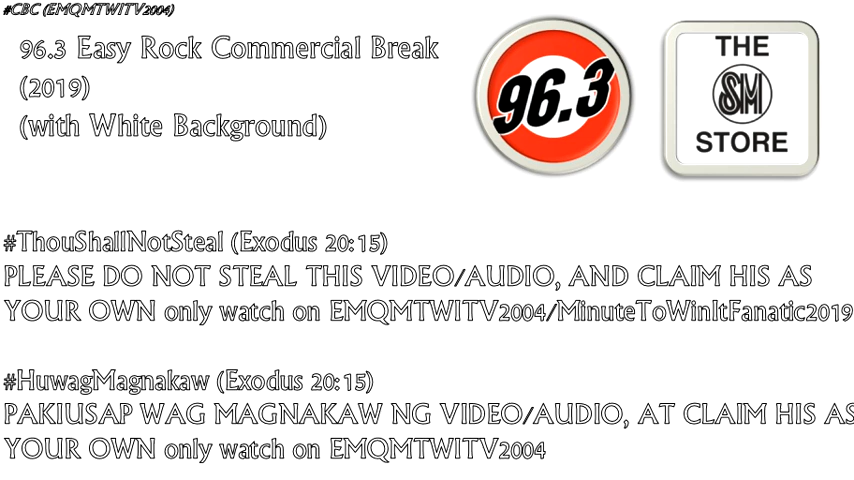 #CBC (EMQMTWITV2004)
96.3 Easy Rock Commercial Break
(2019)
(with White Background)
96.3
THE
SM
STORE
#ThouShallNotSteal (Exodus 20:15)
PLEASE DO NOT STEAL THIS VIDEO/AUDIO, AND CLAIM HIS AS
YOUR OWN only watch on EMQMTWITV2004/MinuteToWinItFanatic2019
#HuwagMagnakaw (Exodus 20:15)
PAKIUSAP WAG MAGNAKAW NG VIDEO/AUDIO, AT CLAIM HIS AS
YOUR OWN only watch on EMQMTWITV2004